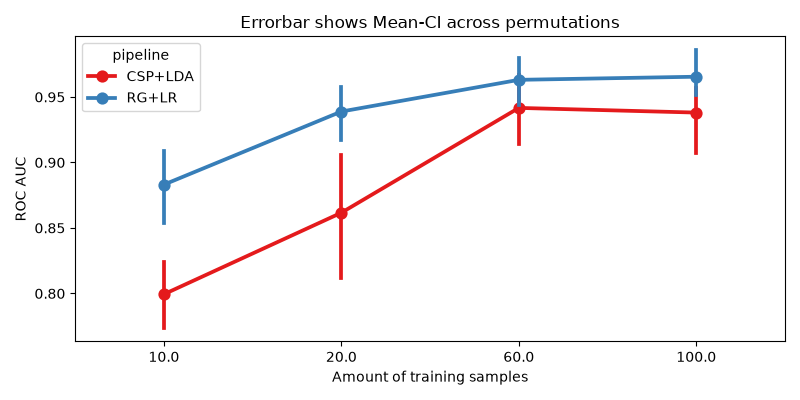 Errorbar shows Mean-CI across permutations
pipeline
CSP+LDA
RG+LR
ROC AUC
0.95
0.90
0.85
0.80
10.0 20.0 60.0 100.0
Amount of training samples